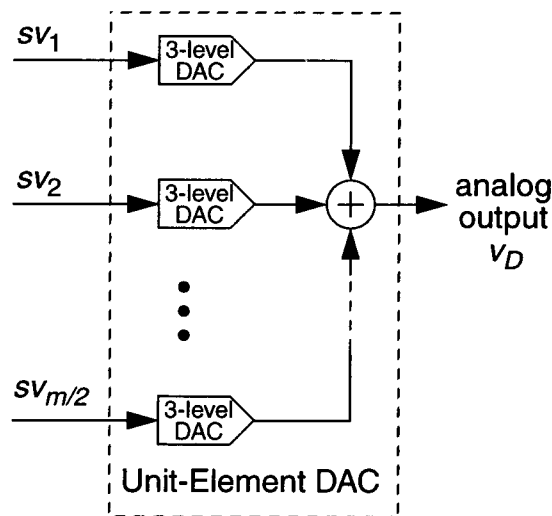 sv1
3-level
DAC
sv2
3-level
DAC
+
analog
output
vD
svm/2
3-level
DAC
Unit-Element DAC